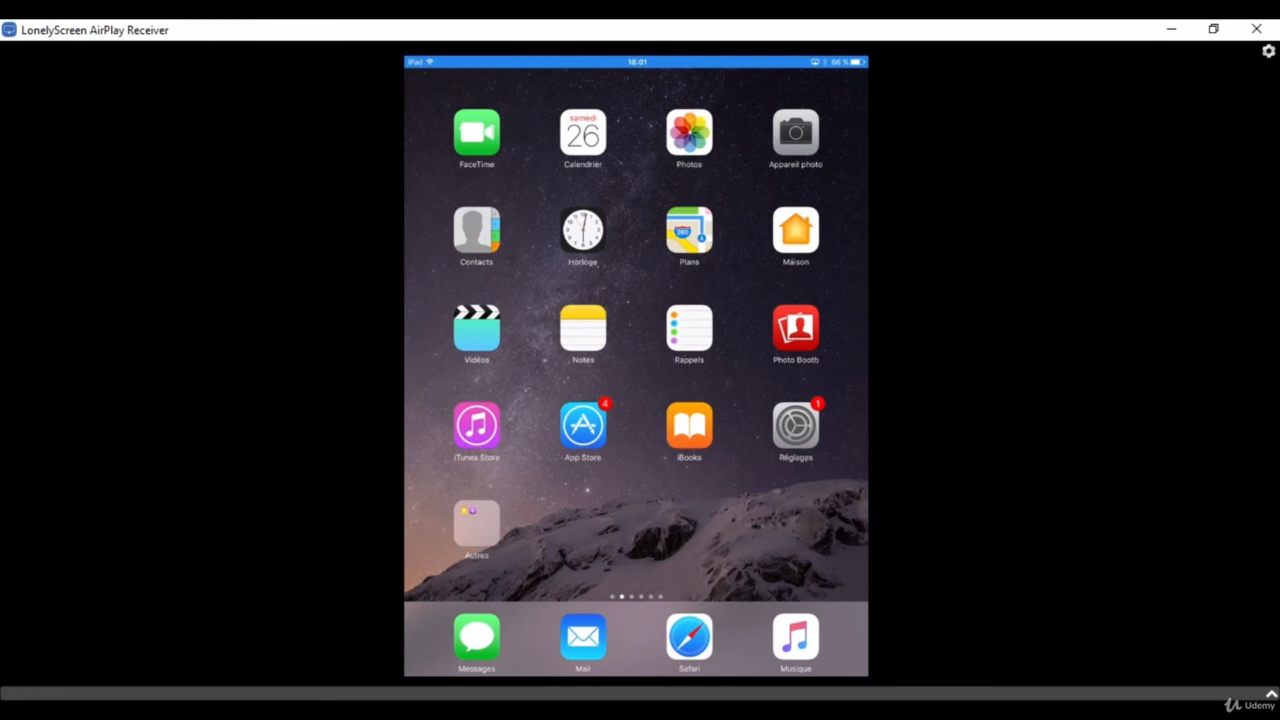 LonelyScreen AirPlay Receiver
iPad 18:01 66 %
samedi
26
FaceTime Calendrier Photos Appareil photo
280
Contacts Horloge Plans Maison
Vidéos Notes Rappels Photo Booth
4 1
iTunes Store App Store iBooks Réglages
Autres
Messages Mail Safari Musique
Udemy